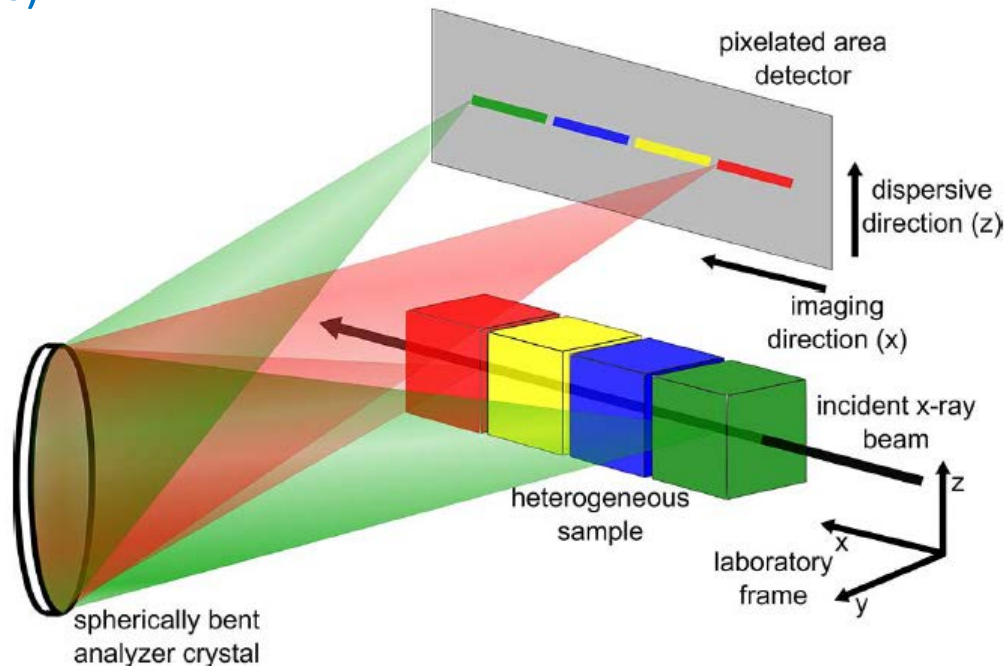 pixelated area
detector
dispersive
direction (z)
imaging
direction (x)
incident x-ray
beam
heterogeneous
sample
z
x
laboratory
frame
y
spherically bent
analyzer crystal